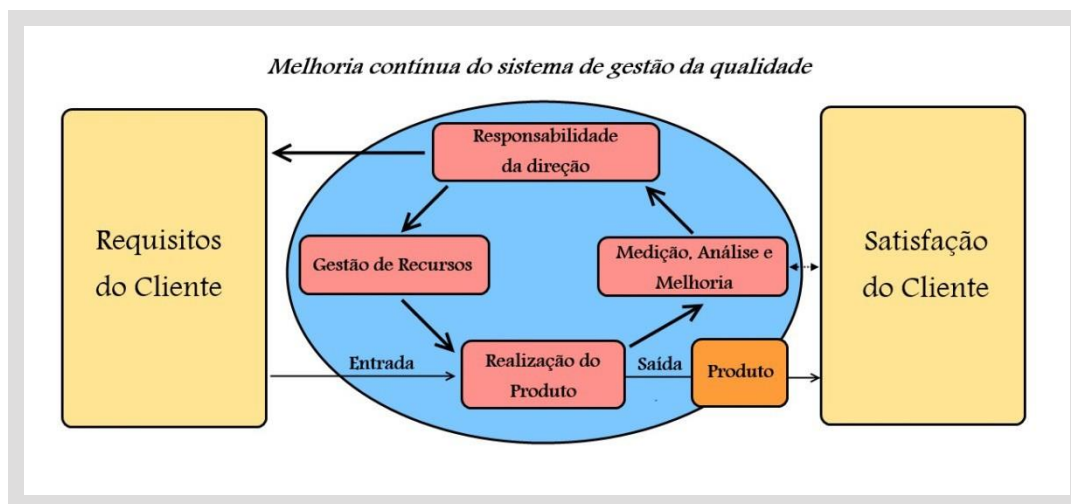 Melhoria contínua do sistema de gestão da qualidade
Responsabilidade
da direção
Requisitos
do Cliente
Gestão de Recursos
Medição, Análise e
Melhoria
Satisfação
do Cliente
Entrada
Realização do
Produto
Saída
Produto